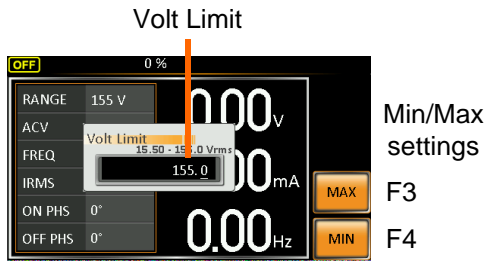 Volt Limit
OFF 0 %
RANGE 155 V
0.00V
ACV
Volt Limit
15.50 - 155.0 Vrms
FREQ
155.0
IRMS
00mA
MAX
ON PHS 0°
OFF PHS 0°
0.00Hz
MIN
Min/Max
settings
F3
F4